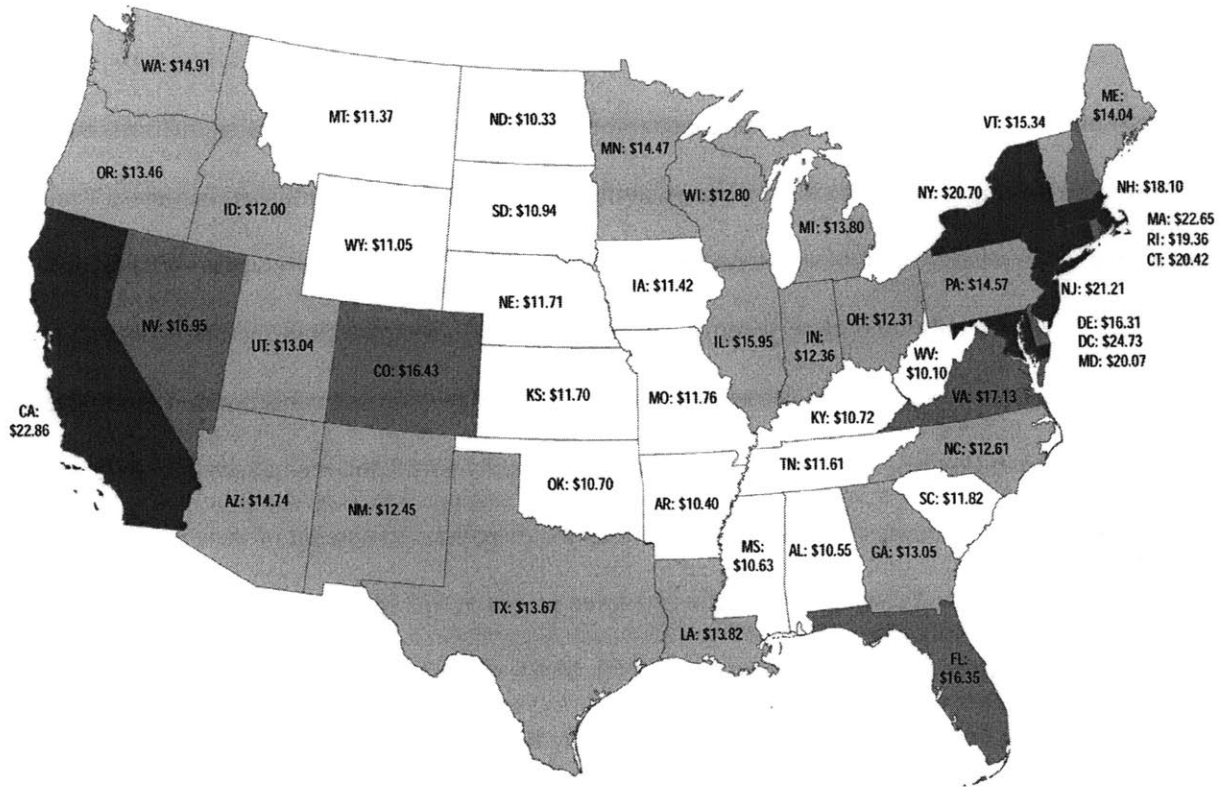 WA: $14.91
MT: $11.37
ND: $10.33
MN: $14.47
ME:
$14.04
VT: $15.34
OR: $13.46
ID: $12.00
SD: $10.94
WI: $12.80
NY: $20.70
NH: $18.10
MA: $22.65
RI: $19.36
CT: $20.42
WY: $11.05
MI: $13.80
IA: $11.42
PA: $14.57
NJ: $21.21
NE: $11.71
NV: $16.95
UT: $13.04
CO: $16.43
IL: $15.95
IN:
$12.36
OH: $12.31
DE: $16.31
DC: $24.73
MD: $20.07
WV:
$10.10
VA: $17.13
KS: $11.70
MO: $11.76
KY: $10.72
CA:
$22.86
NC: $12.61
TN: $11.61
AZ: $14.74
NM: $12.45
OK: $10.70
AR: $10.40
SC: $11.82
MS:
$10.63
AL: $10.55
GA: $13.05
TX: $13.67
LA: $13.82
FL:
$16.35